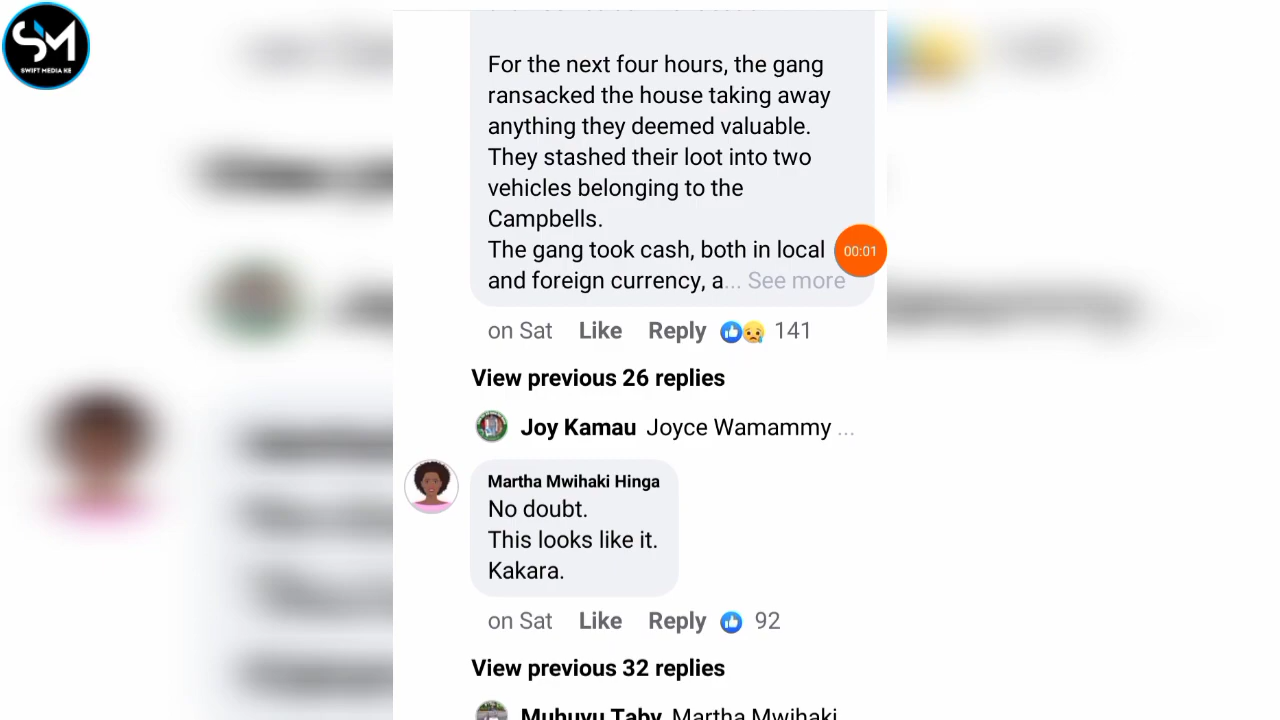 SM
SWIFT MEDIA KE
For the next four hours, the gang
ransacked the house taking away
anything they deemed valuable.
They stashed their loot into two
vehicles belonging to the
Campbells.
The gang took cash, both in local
and foreign currency, a... See more
00:01
on Sat Like Reply 141
View previous 26 replies
Joy Kamau Joyce Wamammy ...
Martha Mwihaki Hinga
No doubt.
This looks like it.
Kakara.
on Sat Like Reply 92
View previous 32 replies
Muhuyu Taby Martha Mwihaki